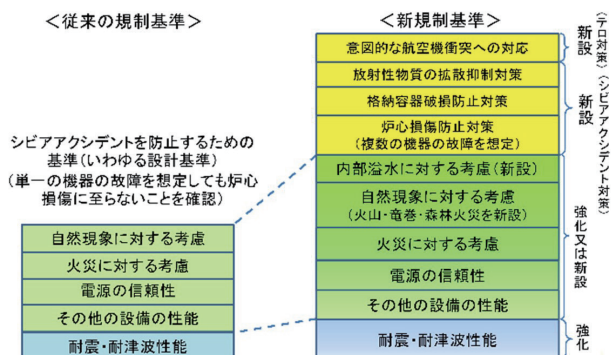 ＜従来の規制基準＞
シビアアクシデントを防止するための
基準(いわゆる設計基準)
(単一の機器の故障を想定しても炉心
損傷に至らないことを確認)
自然現象に対する考慮
火災に対する考慮
電源の信頼性
その他の設備の性能
耐震・耐津波性能
＜新規制基準＞
意図的な航空機衝突への対応
放射性物質の拡散抑制対策
格納容器破損防止対策
炉心損傷防止対策
(複数の機器の故障を想定)
内部溢水に対する考慮(新設)
自然現象に対する考慮
(火山・竜巻・森林火災を新設)
火災に対する考慮
電源の信頼性
その他の設備の性能
耐震・耐津波性能
新設
(テロ対策)
新設
(シビアアクシデント対策)
強化又は新設
強化